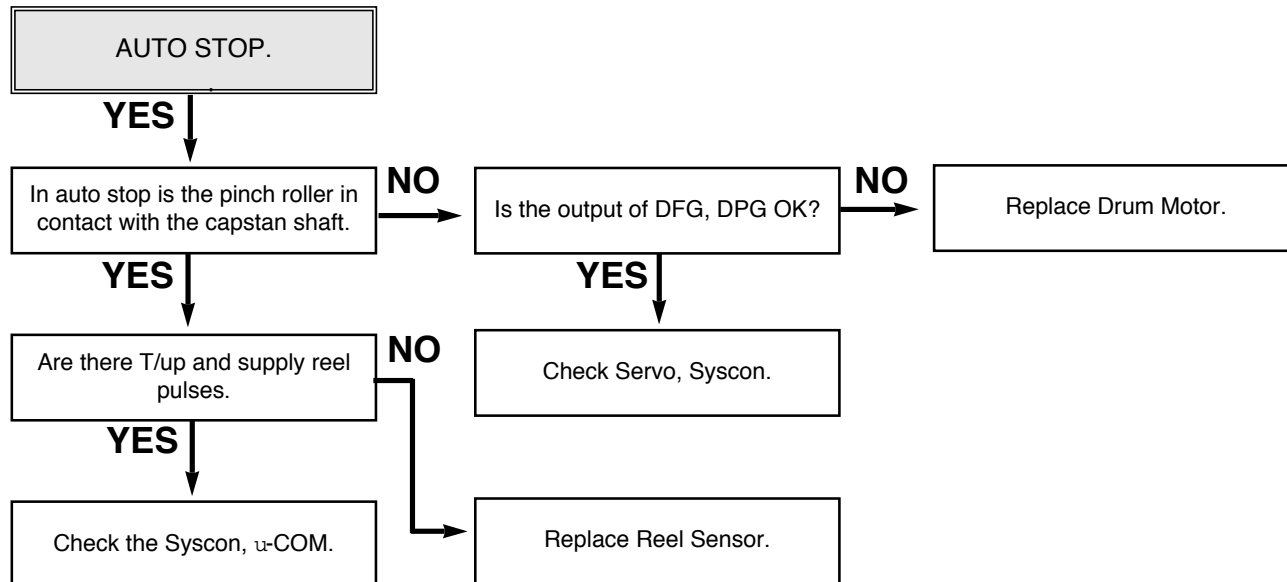 AUTO STOP.
YES
In auto stop is the pinch roller in
contact with the capstan shaft.
NO
Is the output of DFG, DPG OK?
NO
Replace Drum Motor.
YES
YES
Are there T/up and supply reel
pulses.
NO
Check Servo, Syscon.
YES
Check the Syscon, u-COM.
Replace Reel Sensor.